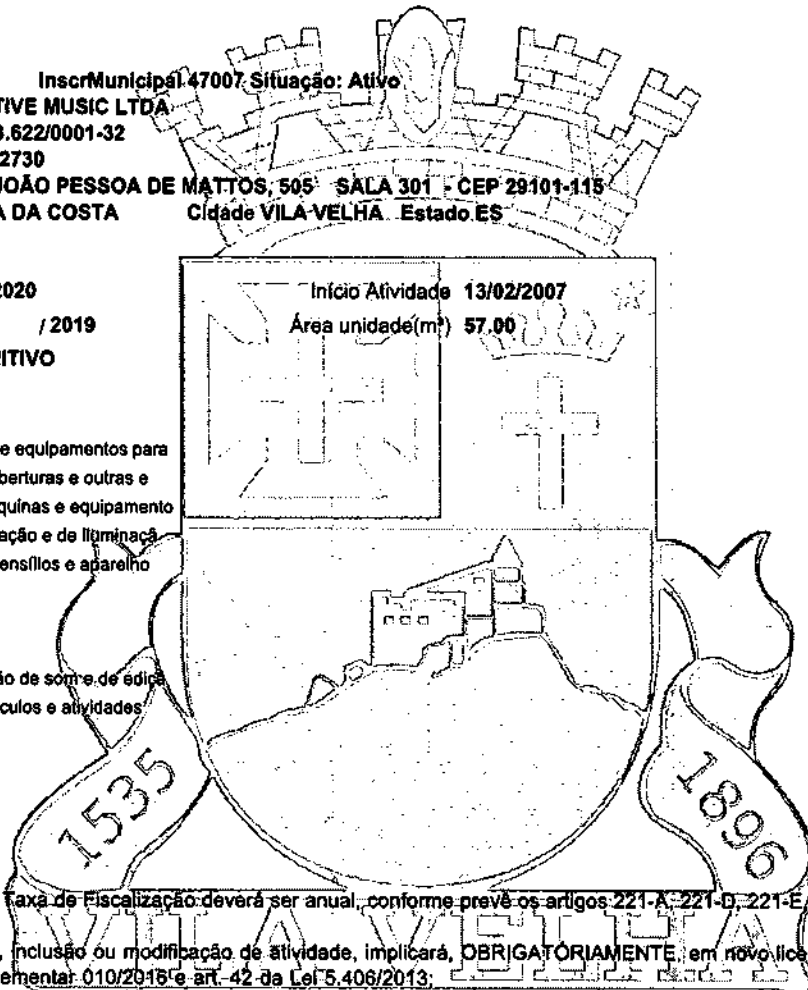 InscrMunicipal 47007 Situação: Ativo
TIVE MUSIC LTDA
3.622/0001-32
2730
JOÃO PESSOA DE MATTOS, 505 SALA 301 - CEP 29101-115
A DA COSTA Cidade VILA VELHA Estado ES
2020 Início Atividade 13/02/2007
/ 2019 Área unidade(m²) 57.00
ITIVO
e equipamentos para
berturas e outras e
quinas e equipamento
ação e de iluminaçã
ensílios e aparelho
ão de som e de ediçã
culos e atividades
1535
1896
Taxa de Fiscalização deverá ser anual, conforme prevê os artigos 221-A, 221-D, 221-E,
VILA VELHA
, inclusão ou modificação de atividade, implicará, OBRIGATÓRIAMENTE, em novo lice
ementar 010/2016 e art. 42 da Lei 5.406/2013;